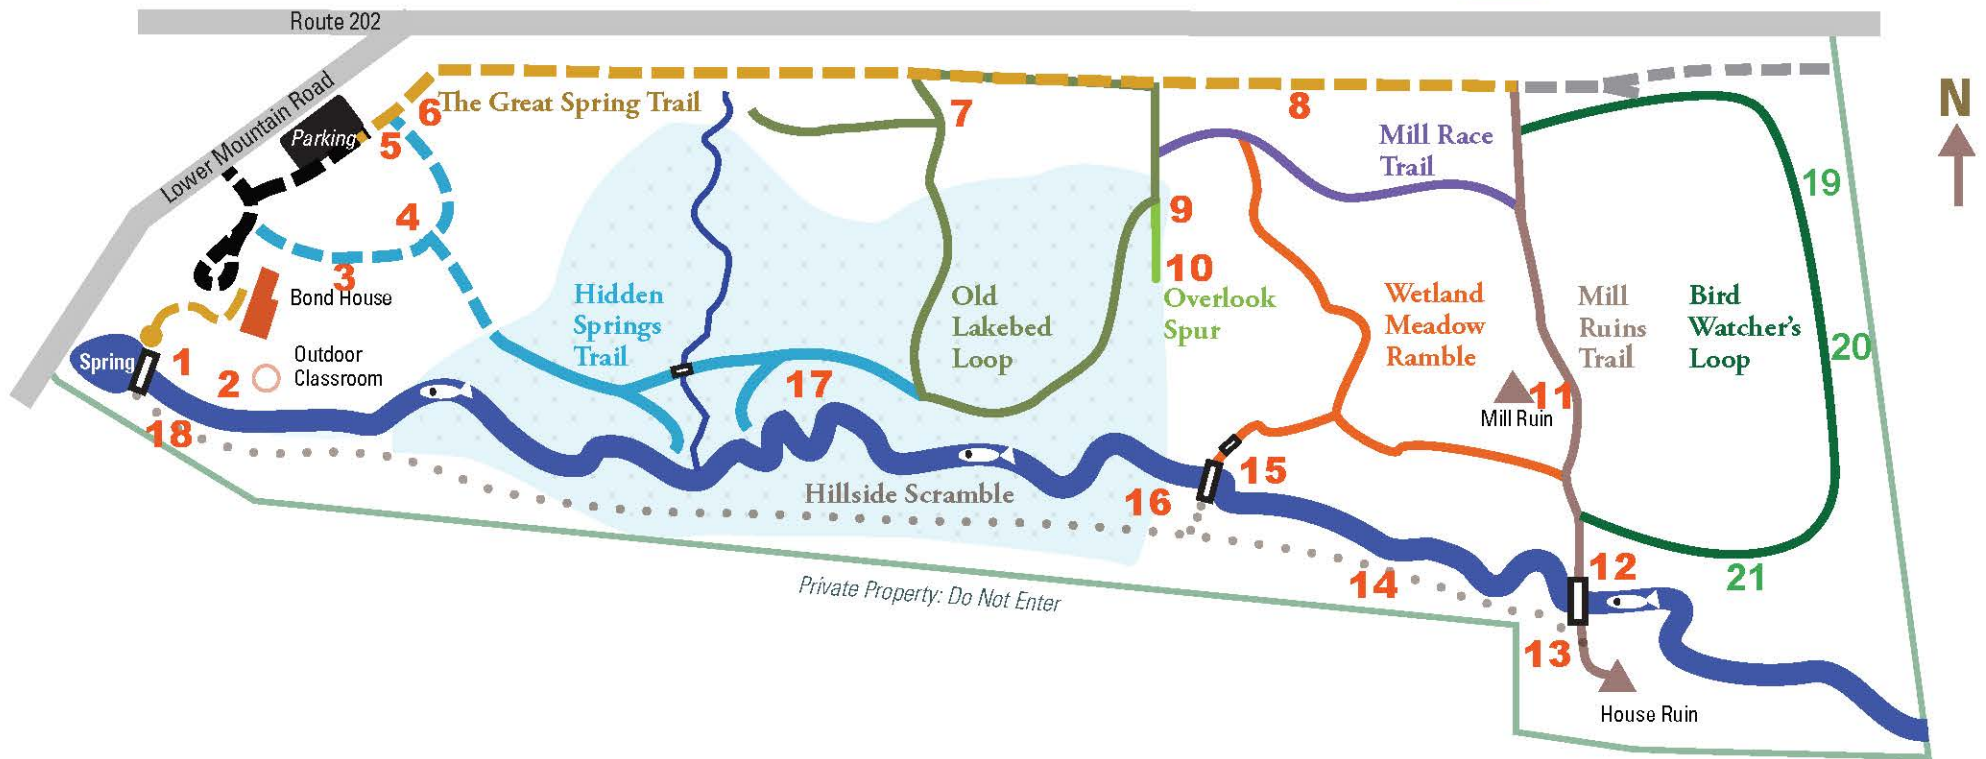 Route 202
Lower Mountain Road
Parking
N
The Great Spring Trail
5
6
7
8
Mill Race
Trail
19
4
9
3
10
Bond House
Hidden
Springs
Trail
Old
Lakebed
Loop
Overlook
Spur
Wetland
Meadow
Ramble
Mill
Ruins
Trail
Bird
Watcher's
Loop
20
Spring
1
2
Outdoor
Classroom
17
11
Mill Ruin
18
Hillside Scramble
16
15
14
12
21
Private Property: Do Not Enter
13
House Ruin